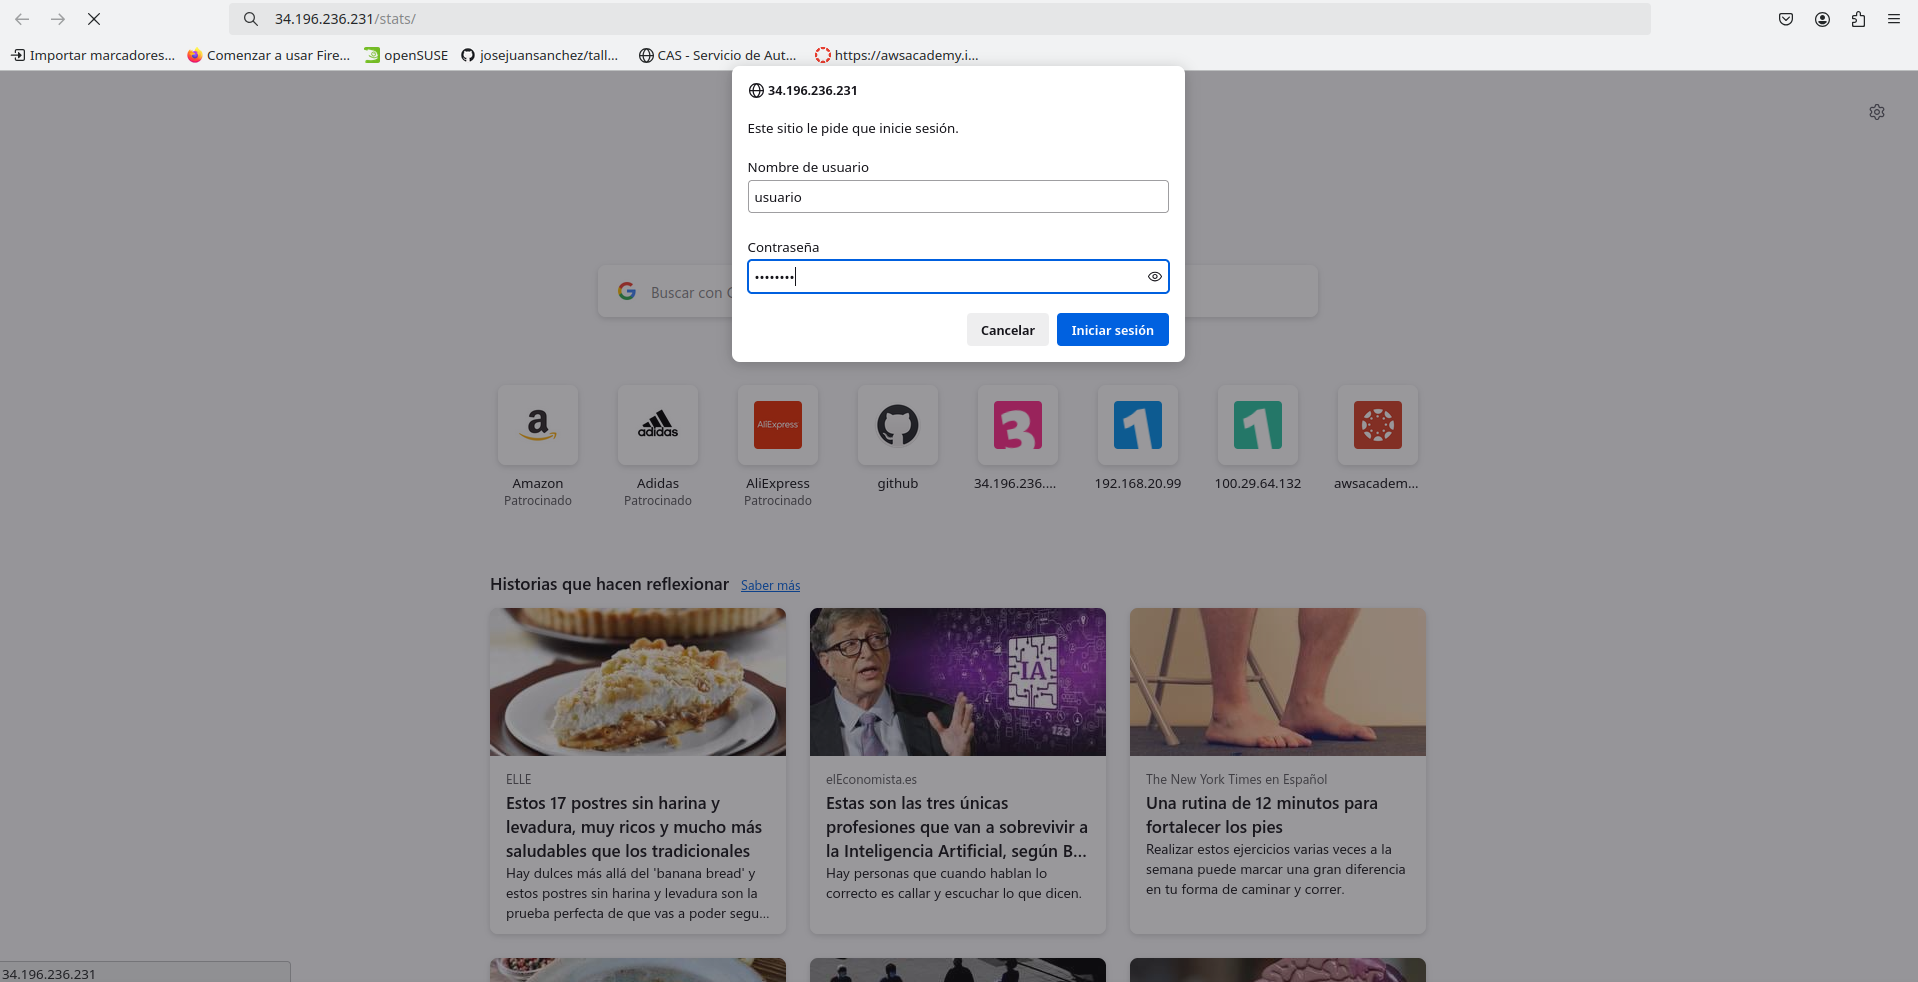 34.196.236.231/stats/
Importar marcadores...
Comenzar a usar Fire...
openSUSE
josejuansanchez/tall...
CAS - Servicio de Aut...
https://awsacademy.i...
34.196.236.231
Este sitio le pide que inicie sesión.
Nombre de usuario
usuario
Contraseña
••••••••
Cancelar
Iniciar sesión
Buscar con
a
adidas
AliExpress
3
1
1
Amazon
Patrocinado
Adidas
Patrocinado
AliExpress
Patrocinado
github
34.196.236....
192.168.20.99
100.29.64.132
awsacadem...
Historias que hacen reflexionar
Saber más
IA
123
ELLE
Estos 17 postres sin harina y
levadura, muy ricos y mucho más
saludables que los tradicionales
Hay dulces más allá del 'banana bread' y
estos postres sin harina y levadura son la
prueba perfecta de que vas a poder segu...
elEconomista.es
Estas son las tres únicas
profesiones que van a sobrevivir a
la Inteligencia Artificial, según B...
Hay personas que cuando hablan lo
correcto es callar y escuchar lo que dicen.
The New York Times en Español
Una rutina de 12 minutos para
fortalecer los pies
Realizar estos ejercicios varias veces a la
semana puede marcar una gran diferencia
en tu forma de caminar y correr.
34.196.236.231